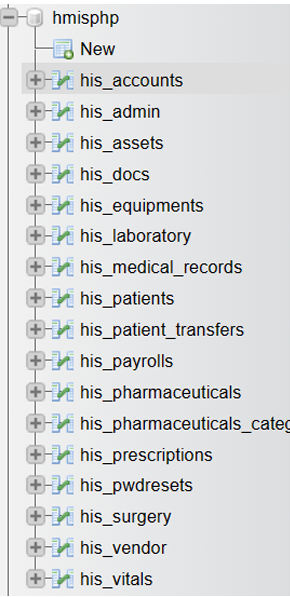 hmisphp
New
his_accounts
his_admin
his_assets
his_docs
his_equipments
his_laboratory
his_medical_records
his_patients
his_patient_transfers
his_payrolls
his_pharmaceuticals
his_pharmaceuticals_categ
his_prescriptions
his_pwdresets
his_surgery
his_vendor
his_vitals